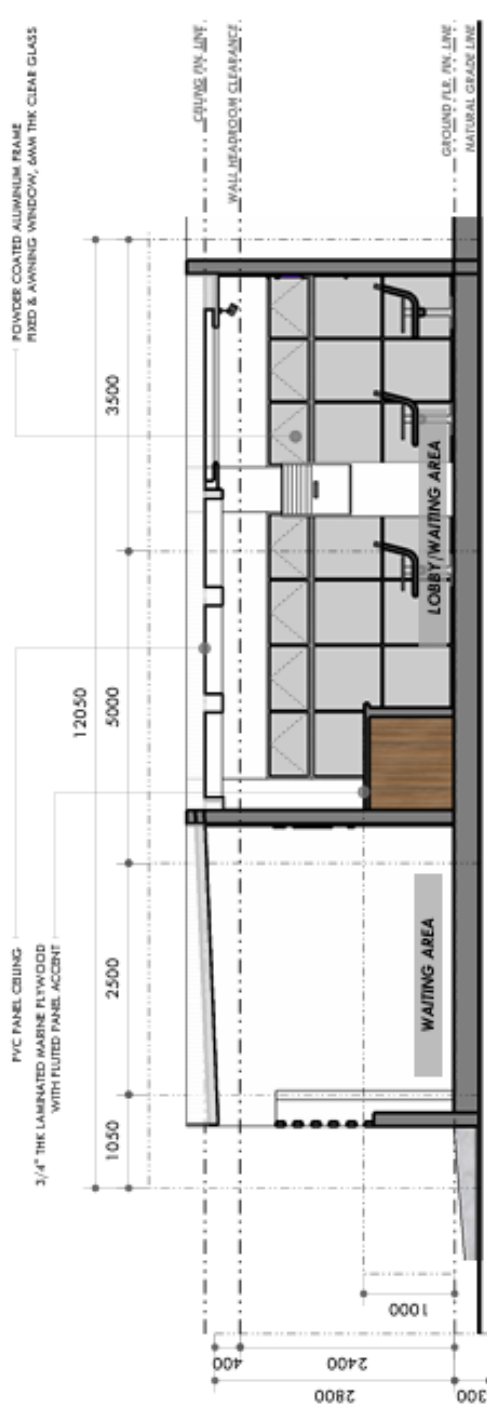 POWDER COATED ALUMINUM FRAME
FIXED & AWNING WINDOW, 6MM THK CLEAR GLASS
PVC PANEL CEILING
3/4" THK LAMINATED MARINE PLYWOOD
WITH FLUTED PANEL ACCENT
12050
1050
2500
5000
3500
CEILING FIN. LINE
WALL HEADROOM CLEARANCE
GROUND FLR. FIN. LINE
NATURAL GRADE LINE
WAITING AREA
LOBBY/WAITING AREA
400
2400
2800
1000
300